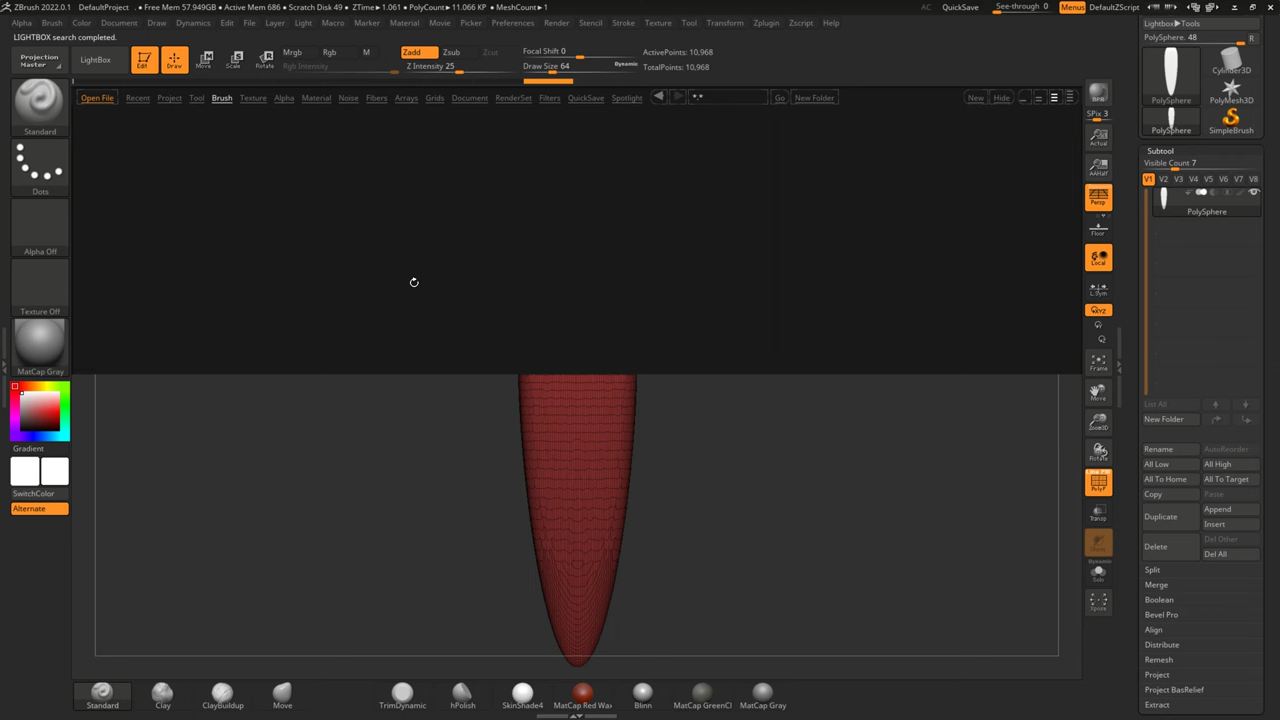 ZBrush 2022.0.1 DefaultProject . • Free Mem 57.949GB • Active Mem 686 • Scratch Disk 49 • ZTime▸1.061 • PolyCount▸11.066 KP • MeshCount▸1
AC QuickSave See-through 0 Menus DefaultZScript
Alpha Brush Color Document Draw Dynamics Edit File Layer Light Macro Marker Material Movie Picker Preferences Render Stencil Stroke Texture Tool Transform Zplugin Zscript Help
LIGHTBOX search completed.
Projection Master
LightBox
Edit
Draw
Move
Scale
Rotate
Mrgb Rgb M
Rgb Intensity
Zadd Zsub Zcut
Z Intensity 25
Focal Shift 0
Draw Size 64
Dynamic
ActivePoints: 10,968
TotalPoints: 10,968
Open File Recent Project Tool Brush Texture Alpha Material Noise Fibers Arrays Grids Document RenderSet Filters QuickSave Spotlight
Go New Folder
New Hide
Standard
Dots
Alpha Off
Texture Off
MatCap Gray
Gradient
SwitchColor
Alternate
BPR
SPix 3
Actual
AAHalf
Persp
Floor
Local
L.Sym
XYZ
Frame
Move
Zoom3D
Rotate
Line Fill
PolyF
Transp
Dynamic
Solo
Xpose
Lightbox▸Tools
PolySphere. 48
R
PolySphere
Cylinder3D
PolyMesh3D
PolySphere
SimpleBrush
Subtool
Visible Count 7
V1 V2 V3 V4 V5 V6 V7 V8
PolySphere
List All
New Folder
Rename AutoReorder
All Low All High
All To Home All To Target
Copy Paste
Duplicate
Append
Insert
Delete
Del Other
Del All
Split
Merge
Boolean
Bevel Pro
Align
Distribute
Remesh
Project
Project BasRelief
Extract
Standard Clay ClayBuildup Move TrimDynamic hPolish SkinShade4 MatCap Red Wax Blinn MatCap GreenCl MatCap Gray